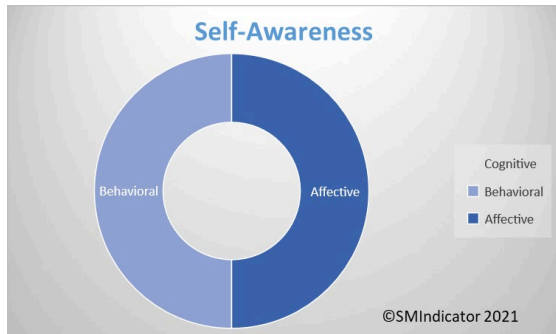 Self-Awareness
Behavioral
Affective
Cognitive
Behavioral
Affective
©SMIndicator 2021